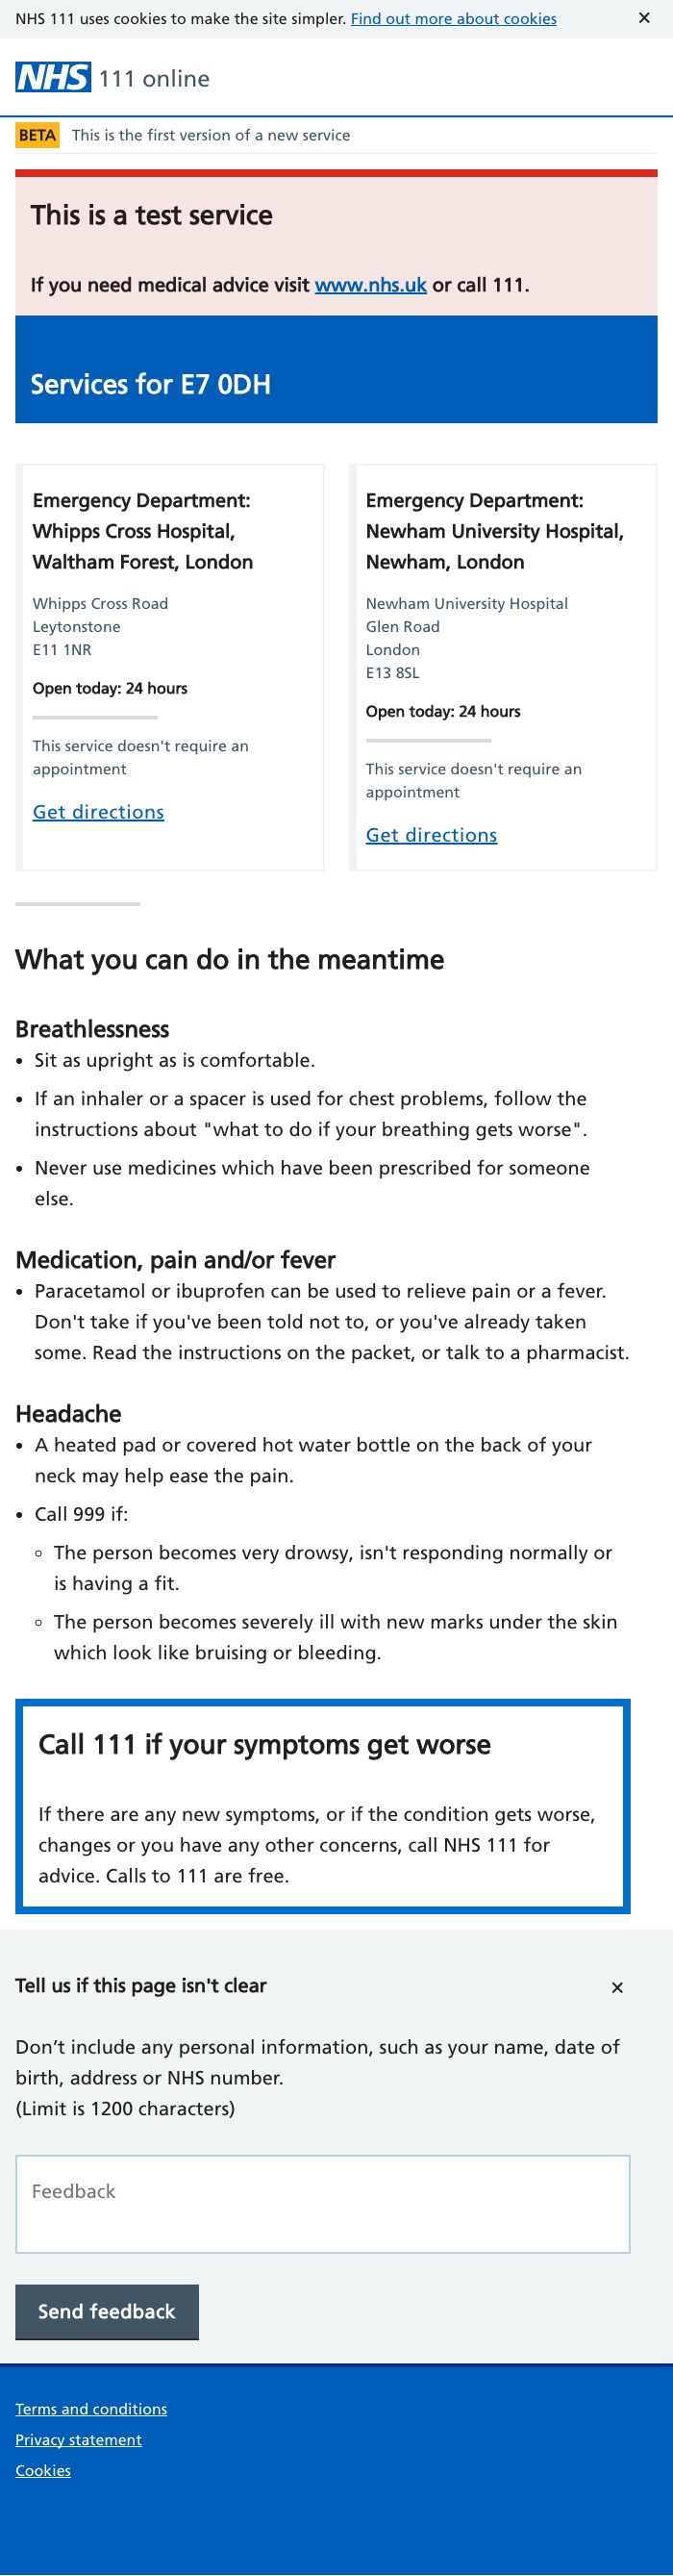 NHS 111 uses cookies to make the site simpler. Find out more about cookies ✕
NHS 111 online
BETA This is the first version of a new service
This is a test service
If you need medical advice visit www.nhs.uk or call 111.
Services for E7 0DH
Emergency Department:
Whipps Cross Hospital,
Waltham Forest, London
Whipps Cross Road
Leytonstone
E11 1NR
Open today: 24 hours
This service doesn't require an
appointment
Get directions
Emergency Department:
Newham University Hospital,
Newham, London
Newham University Hospital
Glen Road
London
E13 8SL
Open today: 24 hours
This service doesn't require an
appointment
Get directions
What you can do in the meantime
Breathlessness
• Sit as upright as is comfortable.
• If an inhaler or a spacer is used for chest problems, follow the
instructions about "what to do if your breathing gets worse".
• Never use medicines which have been prescribed for someone
else.
Medication, pain and/or fever
• Paracetamol or ibuprofen can be used to relieve pain or a fever.
Don't take if you've been told not to, or you've already taken
some. Read the instructions on the packet, or talk to a pharmacist.
Headache
• A heated pad or covered hot water bottle on the back of your
neck may help ease the pain.
• Call 999 if:
◦ The person becomes very drowsy, isn't responding normally or
is having a fit.
◦ The person becomes severely ill with new marks under the skin
which look like bruising or bleeding.
Call 111 if your symptoms get worse
If there are any new symptoms, or if the condition gets worse,
changes or you have any other concerns, call NHS 111 for
advice. Calls to 111 are free.
Tell us if this page isn't clear ✕
Don’t include any personal information, such as your name, date of
birth, address or NHS number.
(Limit is 1200 characters)
Feedback
Send feedback
Terms and conditions
Privacy statement
Cookies